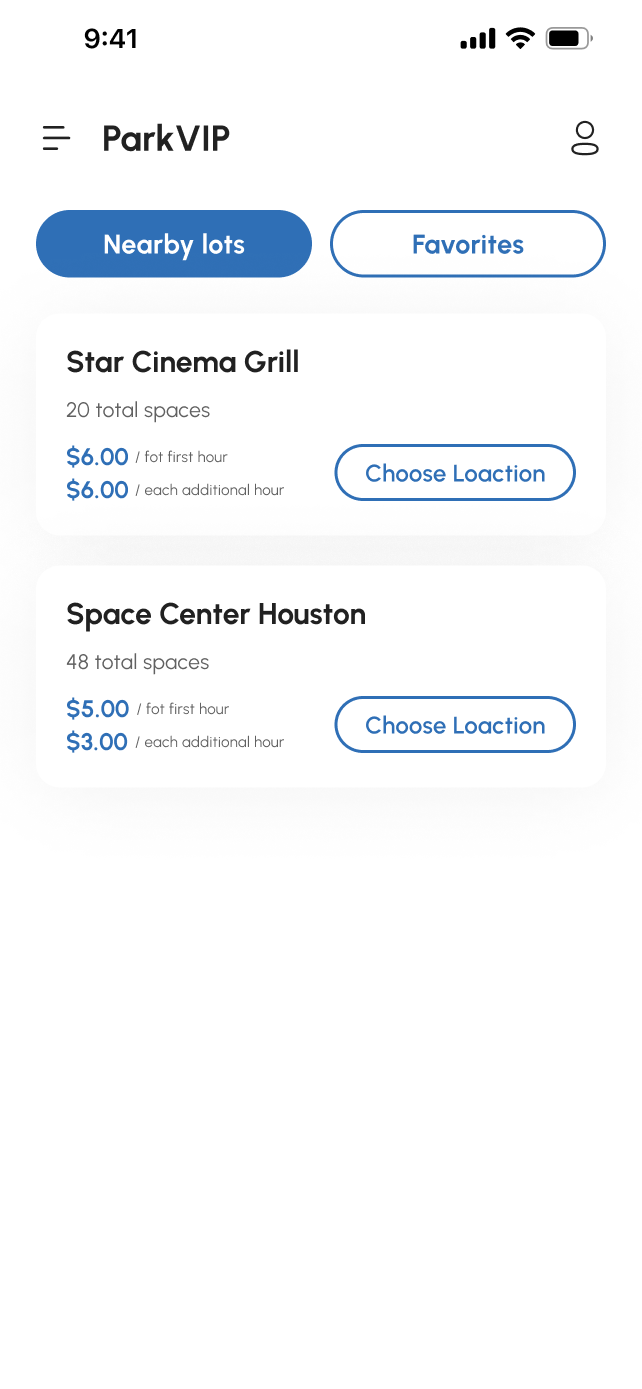 9:41
ParkVIP
Nearby lots
Favorites
Star Cinema Grill
20 total spaces
$6.00 / fot first hour
$6.00 / each additional hour
Choose Loaction
Space Center Houston
48 total spaces
$5.00 / fot first hour
$3.00 / each additional hour
Choose Loaction